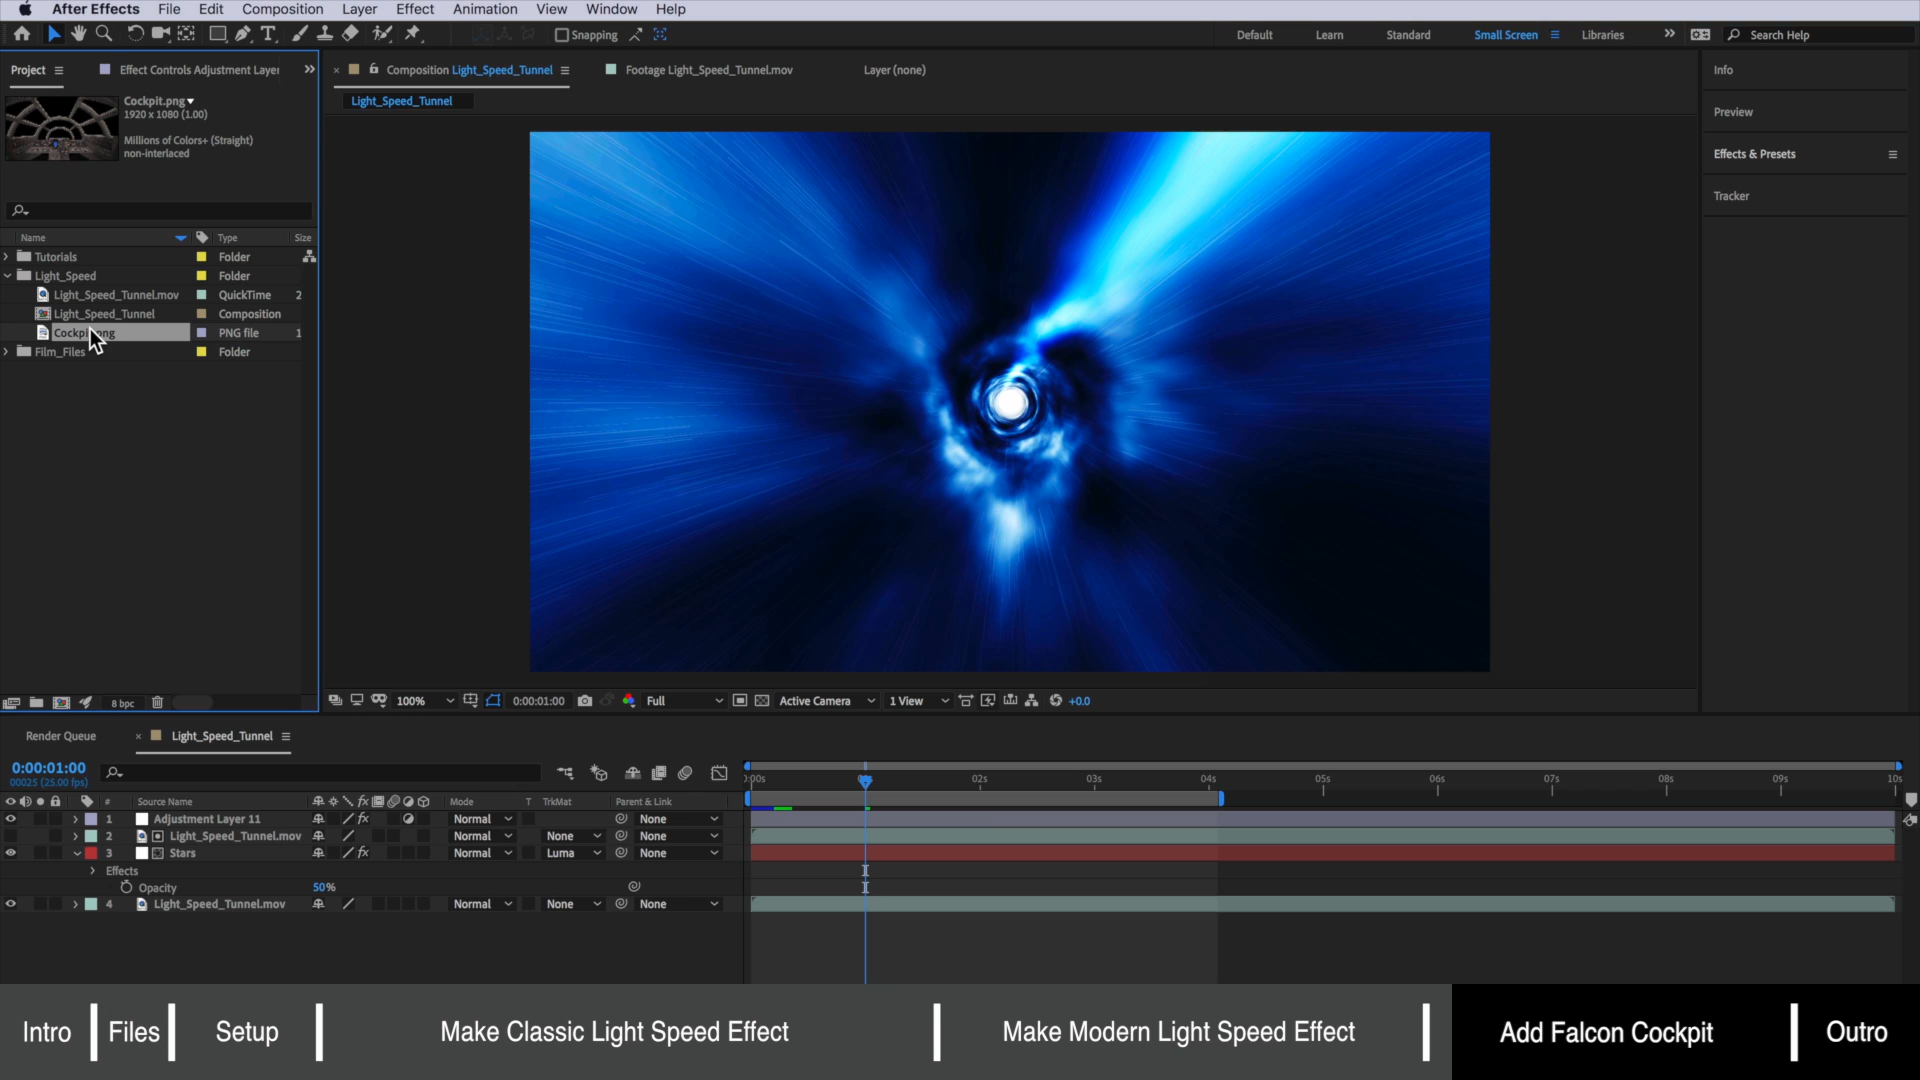 After Effects File Edit Composition Layer Effect Animation View Window Help
Snapping Default Learn Standard Small Screen Libraries Search Help
Project Effect Controls Adjustment Layer Composition Light_Speed_Tunnel Footage Light_Speed_Tunnel.mov Layer (none)
Info
Light_Speed_Tunnel
Preview
Effects & Presets
Tracker
Cockpit.png
1920 x 1080 (1.00)
Millions of Colors+ (Straight)
non-interlaced
Name Type Size
Tutorials Folder
Light_Speed Folder
Light_Speed_Tunnel.mov QuickTime 2
Light_Speed_Tunnel Composition
Cockpit.png PNG file 1
Film_Files Folder
8 bpc
100% 0:00:01:00 Full Active Camera 1 View +0.0
Render Queue Light_Speed_Tunnel
0:00:01:00
00025 (25.00 fps)
):00s 02s 03s 04s 05s 06s 07s 08s 09s 10s
# Source Name fx Mode T TrkMat Parent & Link
1 Adjustment Layer 11 fx Normal None
2 Light_Speed_Tunnel.mov Normal None None
3 Stars fx Normal Luma None
Effects
Opacity 50%
4 Light_Speed_Tunnel.mov Normal None None
Intro Files Setup Make Classic Light Speed Effect Make Modern Light Speed Effect Add Falcon Cockpit Outro